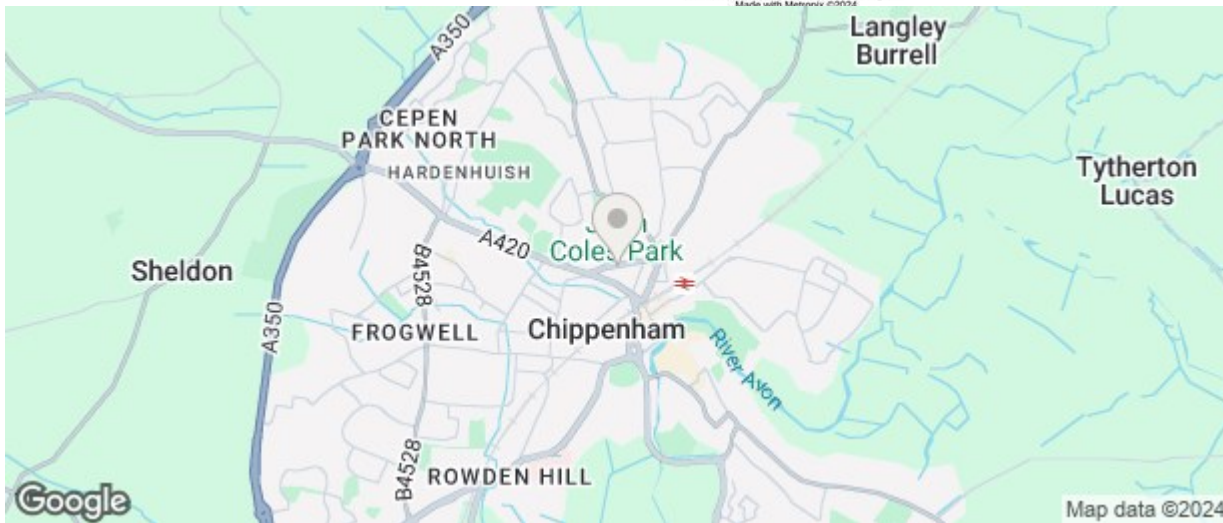 Made with Metropix ©2024
A350
Langley
Burrell
CEPEN
PARK NORTH
HARDENHUISH
Tytherton
Lucas
A420
Coles Park
B4528
Sheldon
A350
FROGWELL
Chippenham
River Avon
B4528
ROWDEN HILL
Google
Map data ©2024